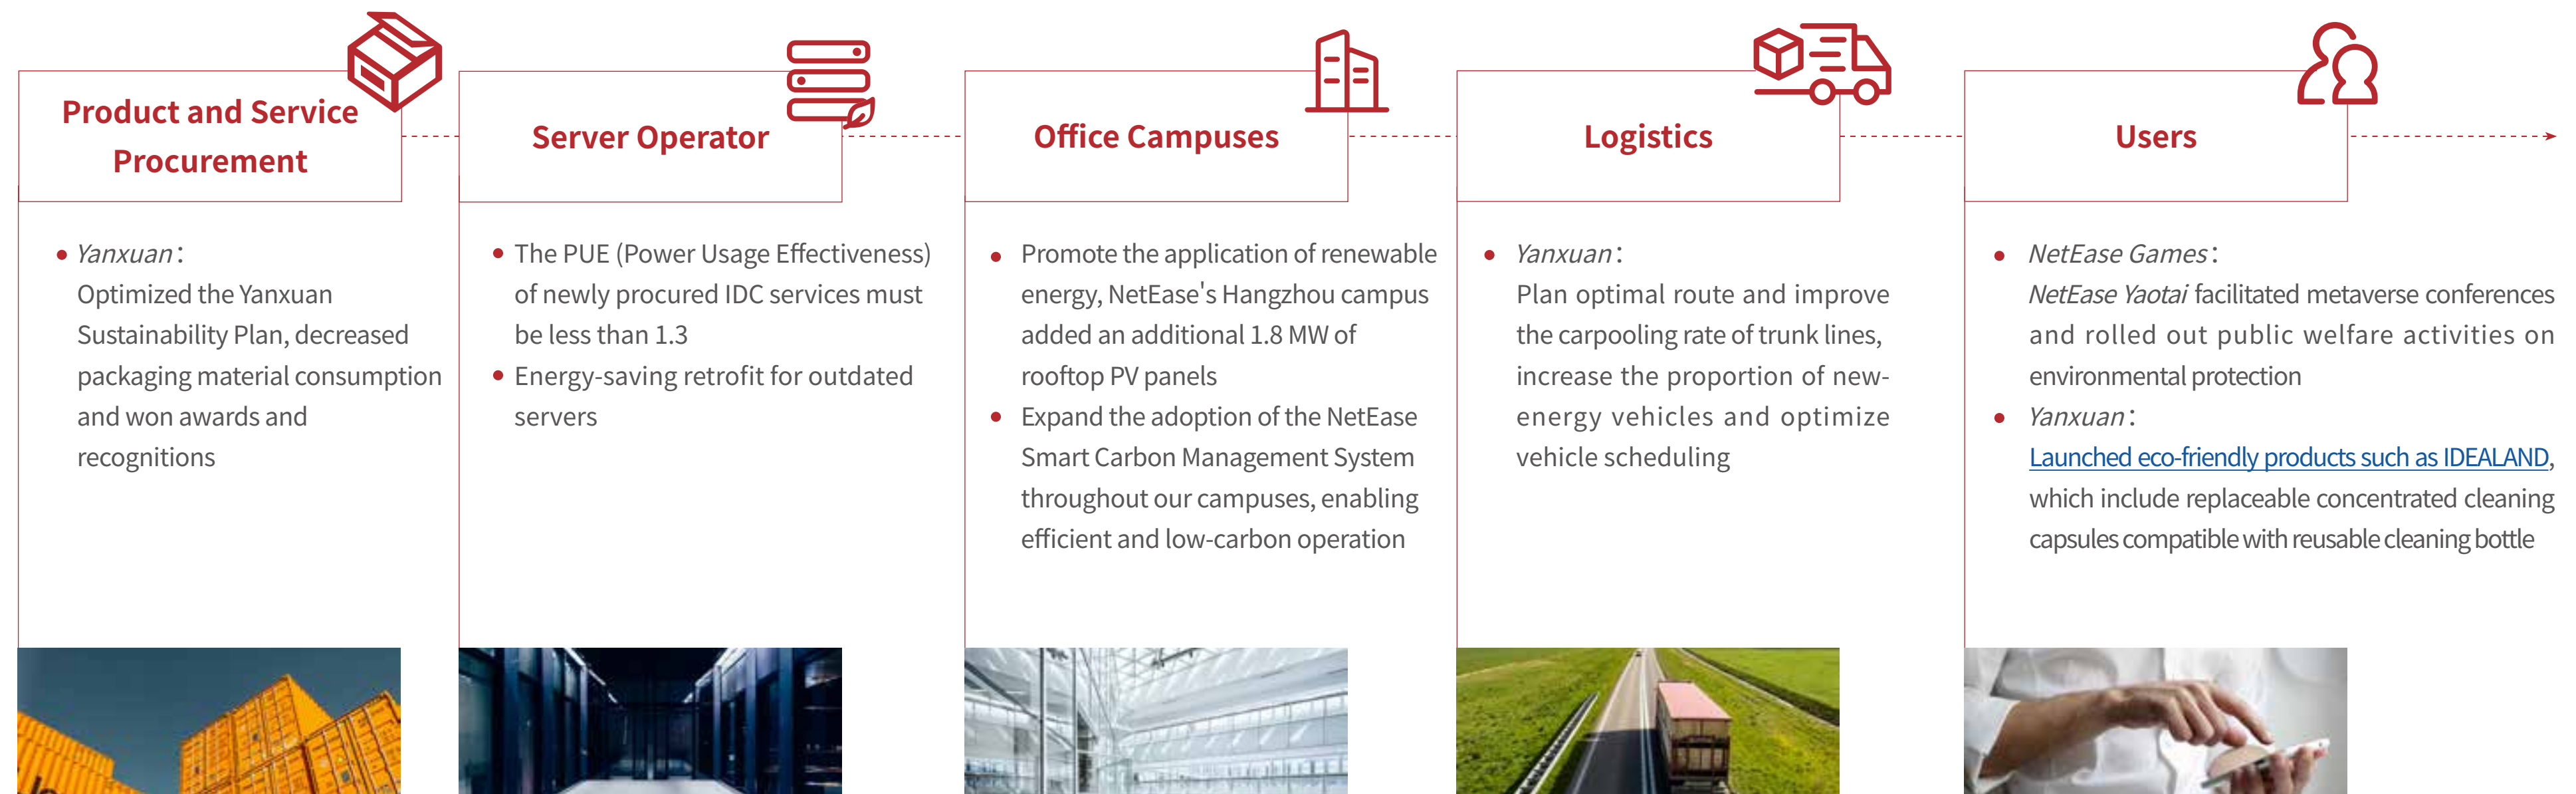 Product and Service
Procurement
Yanxuan：
Optimized the Yanxuan
Sustainability Plan, decreased
packaging material consumption
and won awards and
recognitions
Server Operator
The PUE (Power Usage Effectiveness)
of newly procured IDC services must
be less than 1.3
Energy-saving retrofit for outdated
servers
Office Campuses
Promote the application of renewable
energy, NetEase's Hangzhou campus
added an additional 1.8 MW of
rooftop PV panels
Expand the adoption of the NetEase
Smart Carbon Management System
throughout our campuses, enabling
efficient and low-carbon operation
Logistics
Yanxuan：
Plan optimal route and improve
the carpooling rate of trunk lines,
increase the proportion of new-
energy vehicles and optimize
vehicle scheduling
Users
NetEase Games：
NetEase Yaotai facilitated metaverse conferences
and rolled out public welfare activities on
environmental protection
Yanxuan：
Launched eco-friendly products such as IDEALAND,
which include replaceable concentrated cleaning
capsules compatible with reusable cleaning bottle